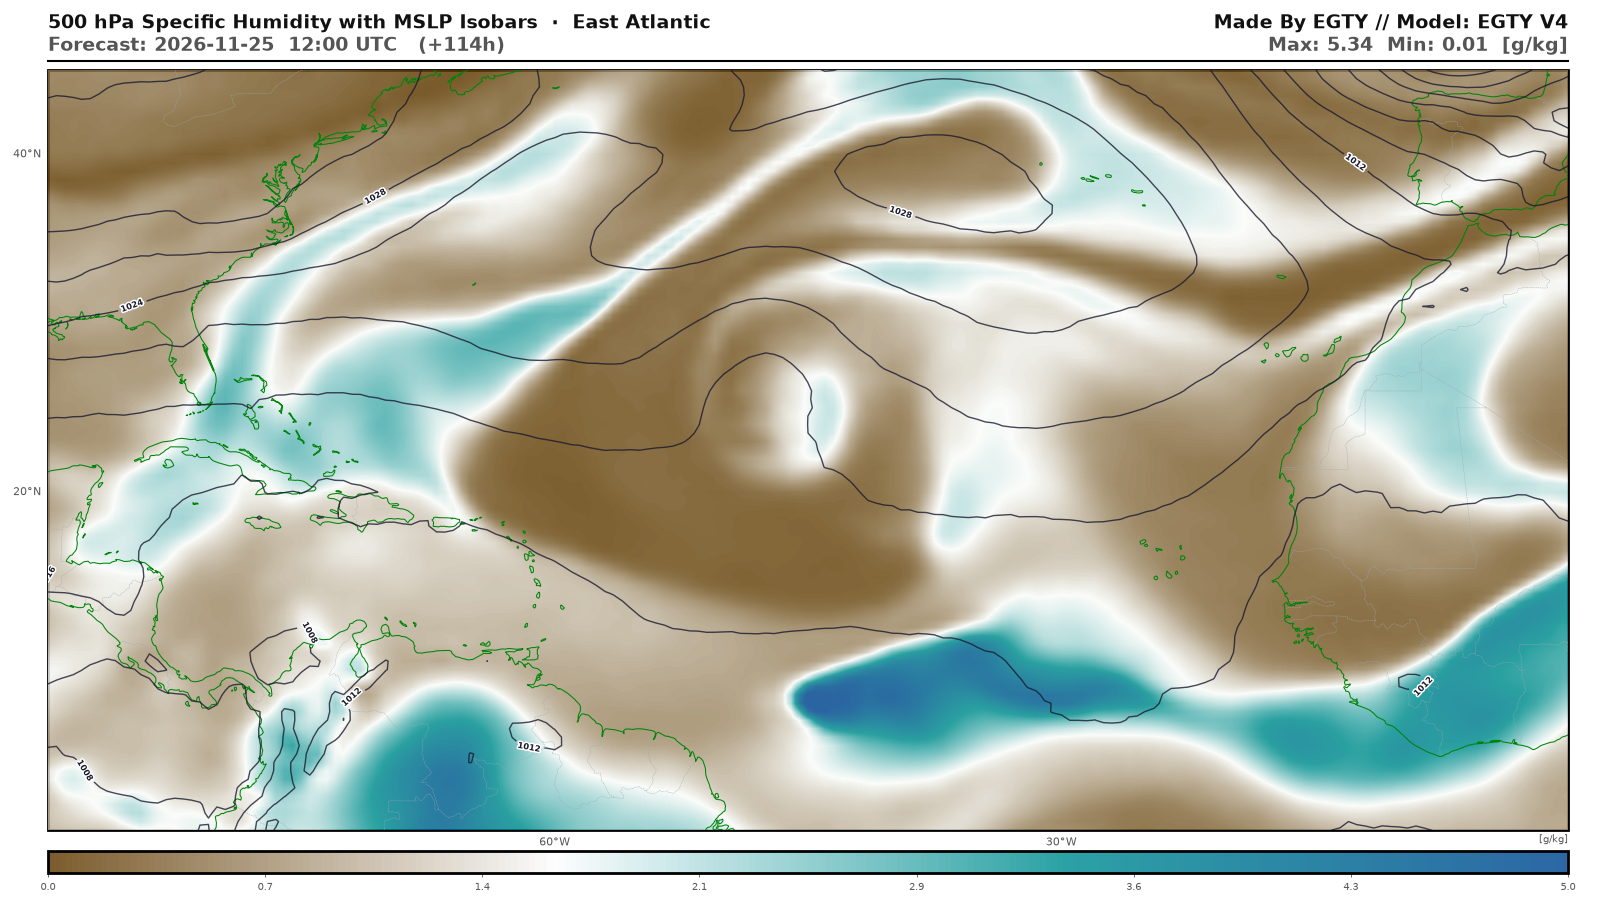 500 hPa Specific Humidity with MSLP Isobars · East Atlantic
Made By EGTY // Model: EGTY V4
Forecast: 2026-11-25 12:00 UTC (+114h)
Max: 5.34 Min: 0.01 [g/kg]
40°N
1012
1028
1028
1024
20°N
16
1008
1012
1012
1012
1008
60°W
30°W
[g/kg]
0.0
0.7
1.4
2.1
2.9
3.6
4.3
5.0